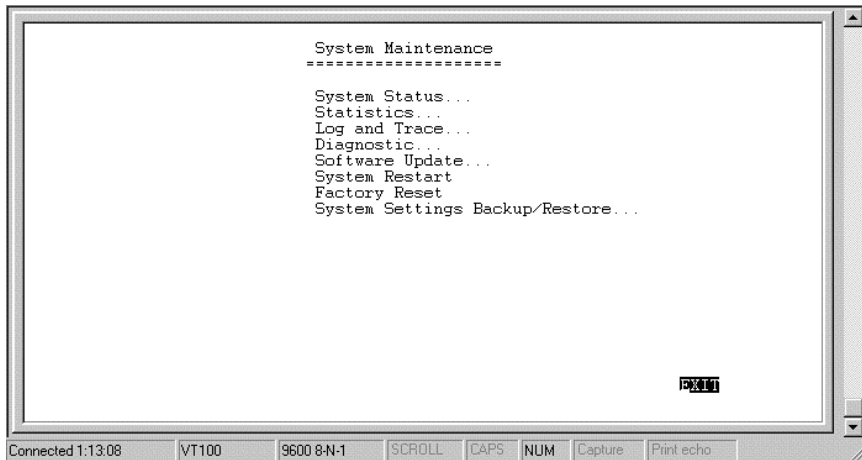 System Maintenance
====================
System Status...
Statistics...
Log and Trace...
Diagnostic...
Software Update...
System Restart
Factory Reset
System Settings Backup/Restore...
EXIT
Connected 1:13:08 VT100 9600 8-N-1 SCROLL CAPS NUM Capture Print echo